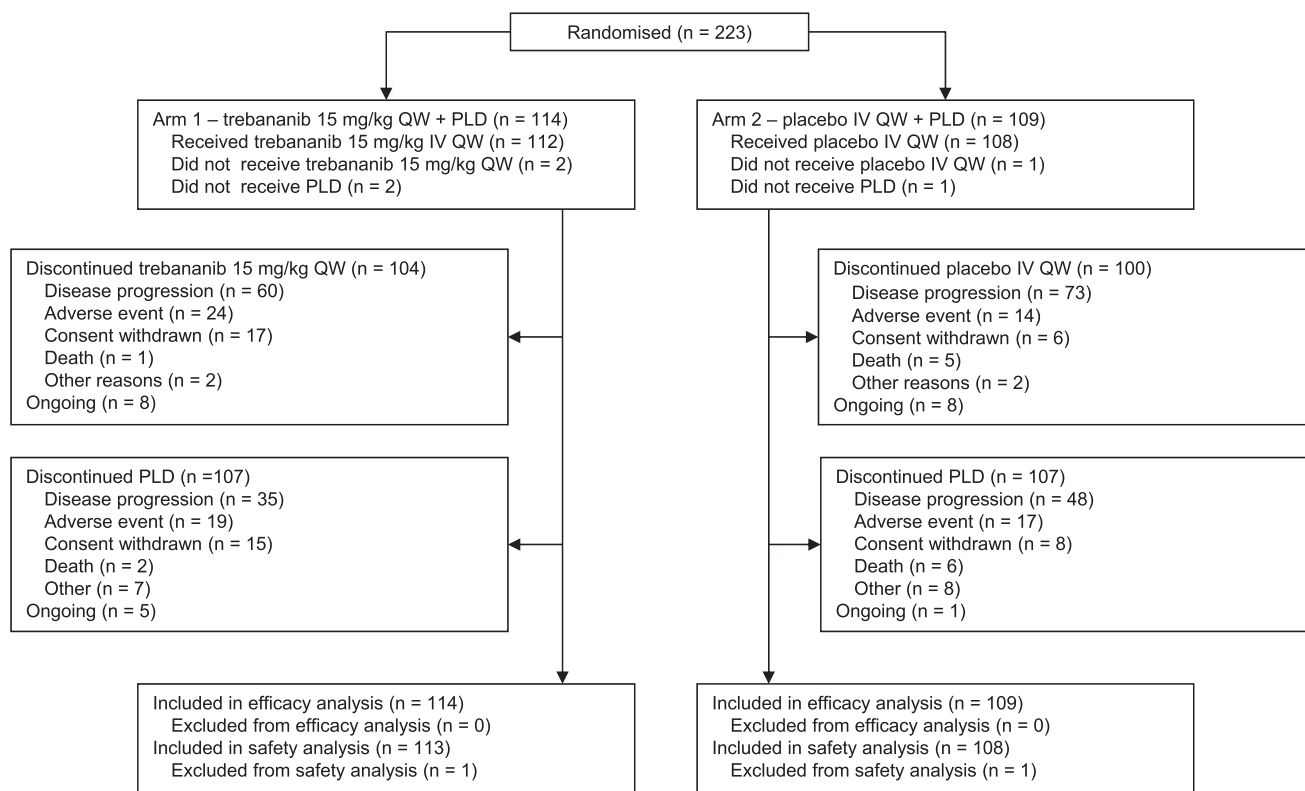 Randomised (n = 223)
Arm 1 – trebananib 15 mg/kg QW + PLD (n = 114)
Received trebananib 15 mg/kg IV QW (n = 112)
Did not receive trebananib 15 mg/kg QW (n = 2)
Did not receive PLD (n = 2)
Arm 2 – placebo IV QW + PLD (n = 109)
Received placebo IV QW (n = 108)
Did not receive placebo IV QW (n = 1)
Did not receive PLD (n = 1)
Discontinued trebananib 15 mg/kg QW (n = 104)
Disease progression (n = 60)
Adverse event (n = 24)
Consent withdrawn (n = 17)
Death (n = 1)
Other reasons (n = 2)
Ongoing (n = 8)
Discontinued placebo IV QW (n = 100)
Disease progression (n = 73)
Adverse event (n = 14)
Consent withdrawn (n = 6)
Death (n = 5)
Other reasons (n = 2)
Ongoing (n = 8)
Discontinued PLD (n =107)
Disease progression (n = 35)
Adverse event (n = 19)
Consent withdrawn (n = 15)
Death (n = 2)
Other (n = 7)
Ongoing (n = 5)
Discontinued PLD (n = 107)
Disease progression (n = 48)
Adverse event (n = 17)
Consent withdrawn (n = 8)
Death (n = 6)
Other (n = 8)
Ongoing (n = 1)
Included in efficacy analysis (n = 114)
Excluded from efficacy analysis (n = 0)
Included in safety analysis (n = 113)
Excluded from safety analysis (n = 1)
Included in efficacy analysis (n = 109)
Excluded from efficacy analysis (n = 0)
Included in safety analysis (n = 108)
Excluded from safety analysis (n = 1)